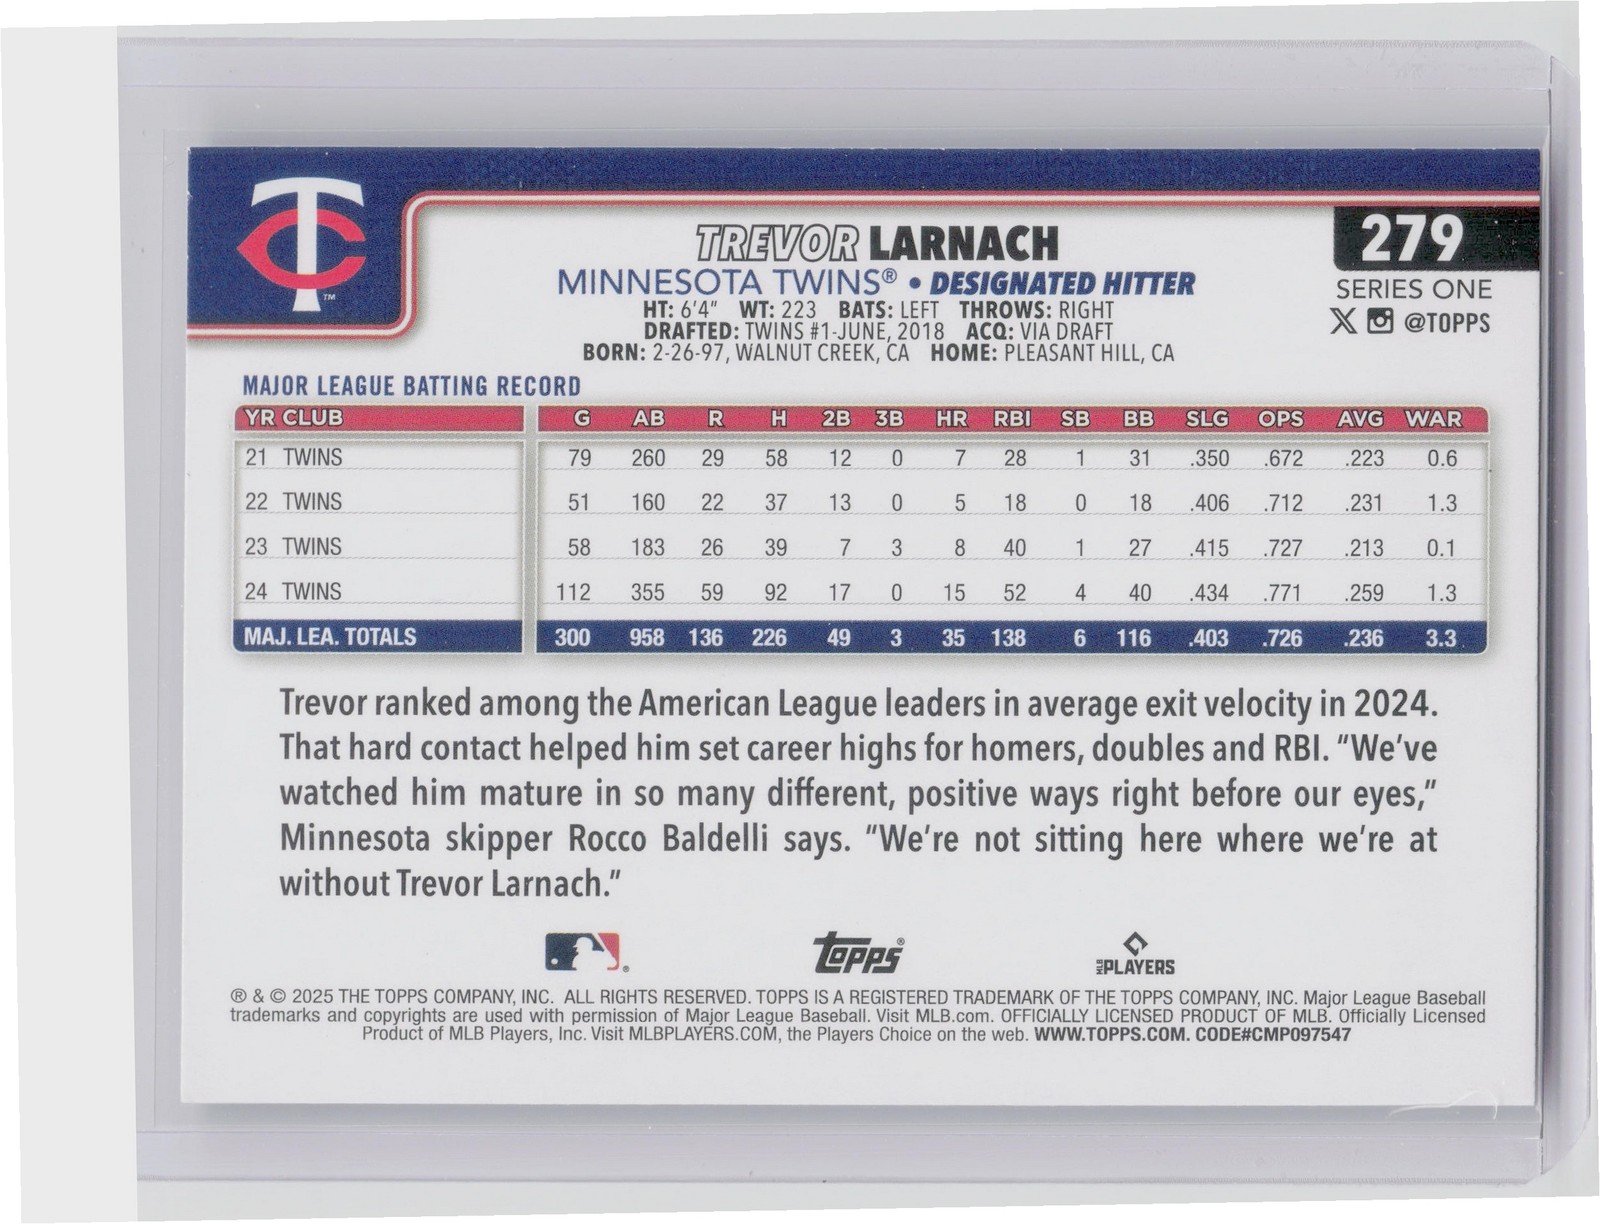 TC
™
TREVOR LARNACH
279
MINNESOTA TWINS® • DESIGNATED HITTER
SERIES ONE
HT: 6'4" WT: 223 BATS: LEFT THROWS: RIGHT
X @TOPPS
DRAFTED: TWINS #1-JUNE, 2018 ACQ: VIA DRAFT
BORN: 2-26-97, WALNUT CREEK, CA HOME: PLEASANT HILL, CA
MAJOR LEAGUE BATTING RECORD
YR CLUB G AB R H 2B 3B HR RBI SB BB SLG OPS AVG WAR
21 TWINS 79 260 29 58 12 0 7 28 1 31 .350 .672 .223 0.6
22 TWINS 51 160 22 37 13 0 5 18 0 18 .406 .712 .231 1.3
23 TWINS 58 183 26 39 7 3 8 40 1 27 .415 .727 .213 0.1
24 TWINS 112 355 59 92 17 0 15 52 4 40 .434 .771 .259 1.3
MAJ. LEA. TOTALS 300 958 136 226 49 3 35 138 6 116 .403 .726 .236 3.3
Trevor ranked among the American League leaders in average exit velocity in 2024.
That hard contact helped him set career highs for homers, doubles and RBI. "We've
watched him mature in so many different, positive ways right before our eyes,"
Minnesota skipper Rocco Baldelli says. "We're not sitting here where we're at
without Trevor Larnach."
® Topps® MLB PLAYERS
® & © 2025 THE TOPPS COMPANY, INC. ALL RIGHTS RESERVED. TOPPS IS A REGISTERED TRADEMARK OF THE TOPPS COMPANY, INC. Major League Baseball
trademarks and copyrights are used with permission of Major League Baseball. Visit MLB.com. OFFICIALLY LICENSED PRODUCT OF MLB. Officially Licensed
Product of MLB Players, Inc. Visit MLBPLAYERS.COM, the Players Choice on the web. WWW.TOPPS.COM. CODE#CMP097547